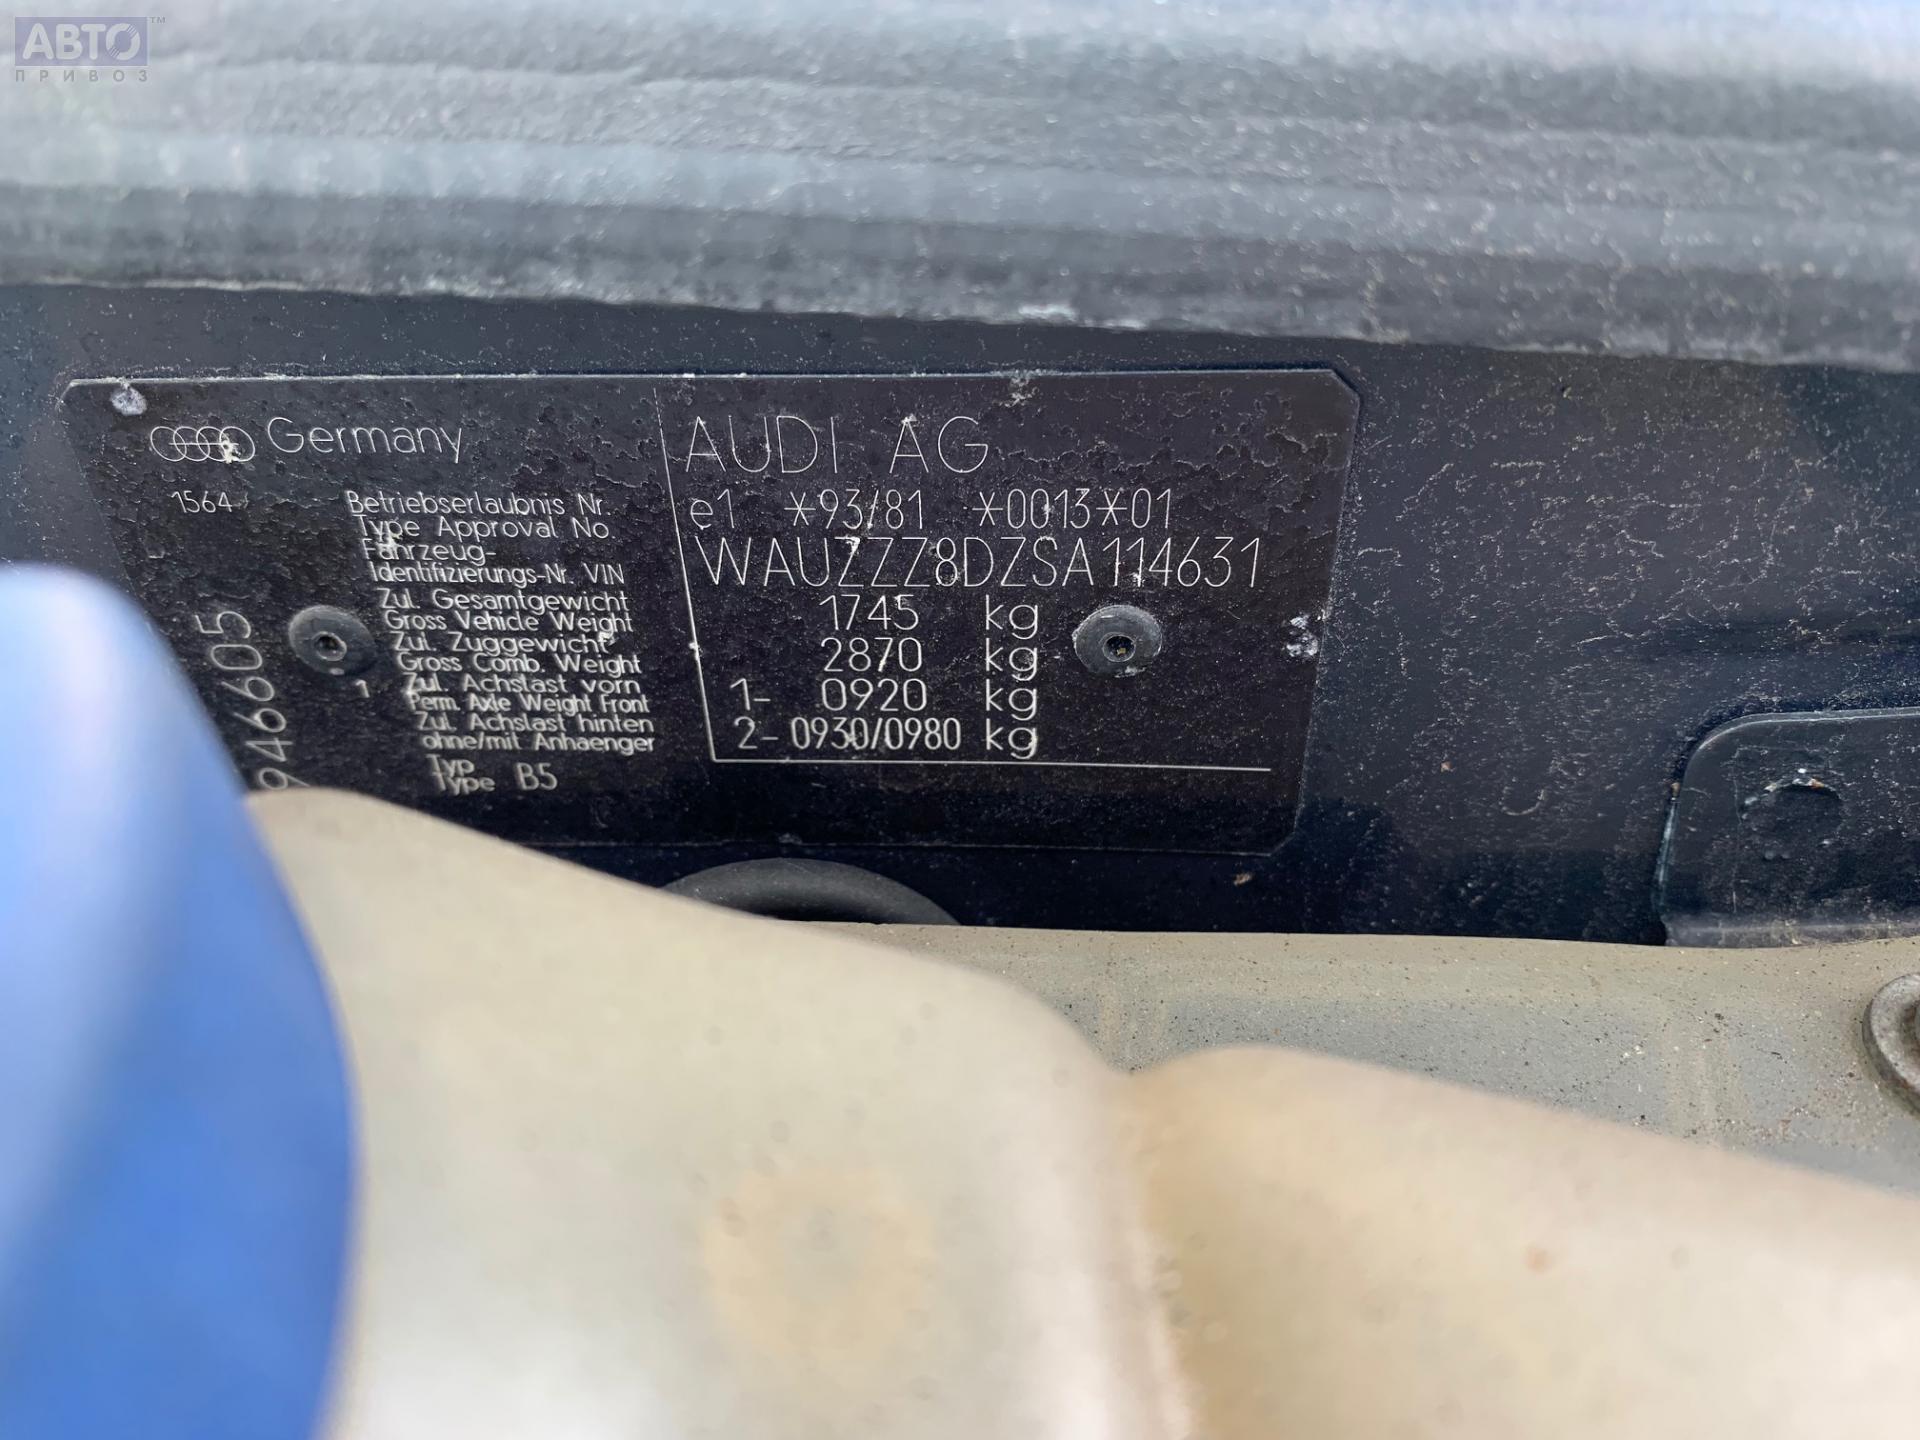 АВТО™
ПРИВОЗ
Germany
AUDI AG
1564
Betriebserlaubnis Nr.
Type Approval No.
e1 *93/81 *0013*01
Fahrzeug-
Identifizierungs-Nr. VIN
WAUZZZ8DZSA114631
Zul. Gesamtgewicht
Gross Vehicle Weight
1745 kg
Zul. Zuggewicht
Gross Comb. Weight
2870 kg
1 Zul. Achslast vorn
Perm. Axle Weight Front
1- 0920 kg
Zul. Achslast hinten
ohne/mit Anhaenger
2- 0930/0980 kg
Typ
Type B5
946605